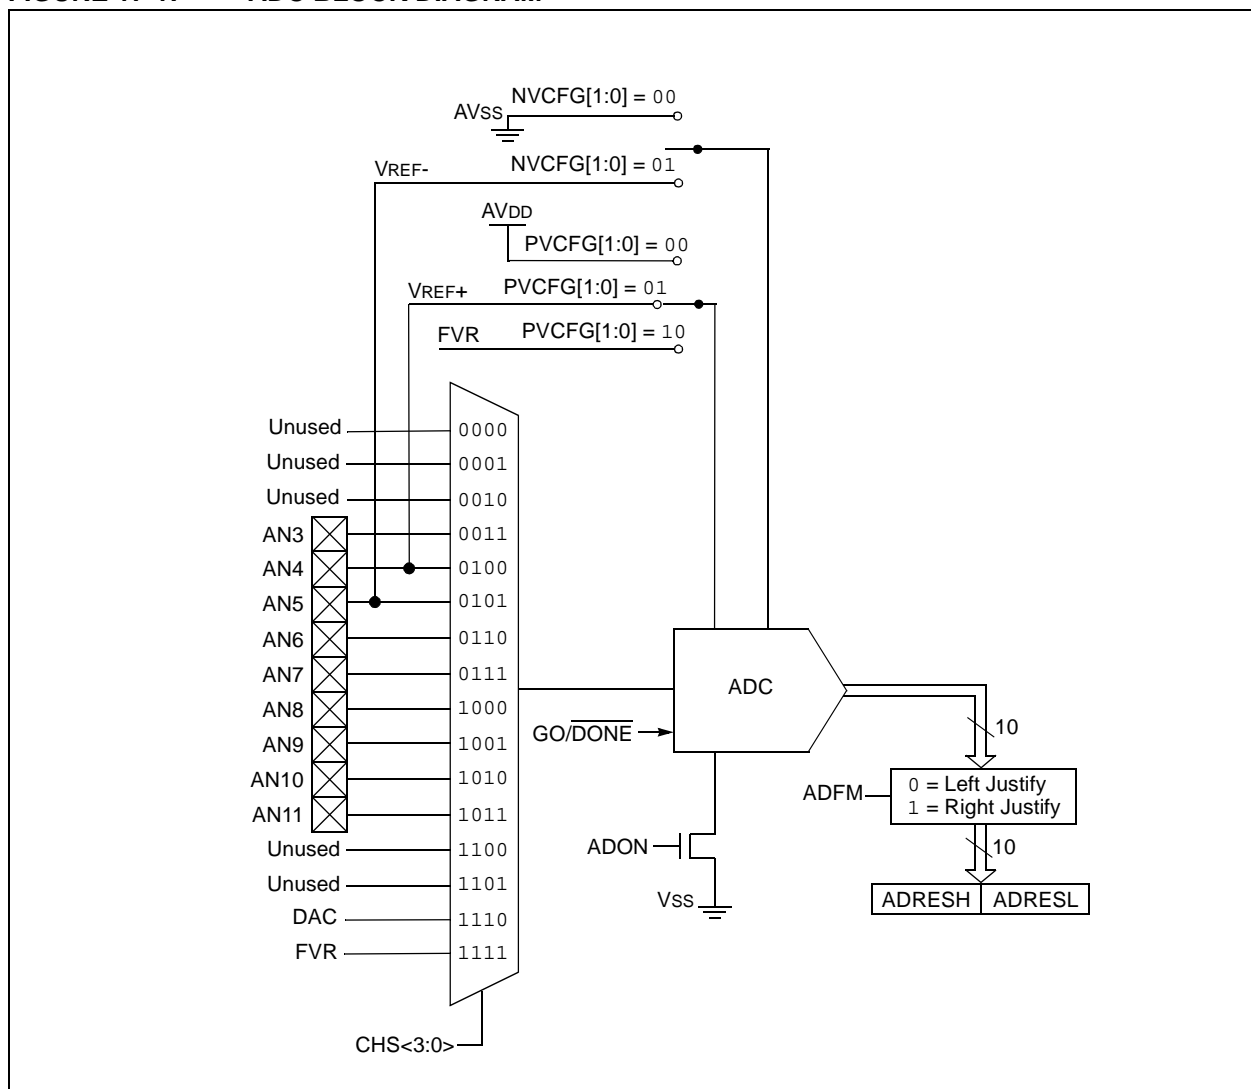 AVSS
NVCFG[1:0] = 00
VREF-
NVCFG[1:0] = 01
AVDD
PVCFG[1:0] = 00
VREF+
PVCFG[1:0] = 01
FVR
PVCFG[1:0] = 10
Unused 0000
Unused 0001
Unused 0010
AN3 0011
AN4 0100
AN5 0101
AN6 0110
AN7 0111
AN8 1000
AN9 1001
AN10 1010
AN11 1011
Unused 1100
Unused 1101
DAC 1110
FVR 1111
CHS<3:0>
ADC
GO/DONE
ADON
VSS
10
ADFM
0 = Left Justify
1 = Right Justify
10
ADRESH ADRESL